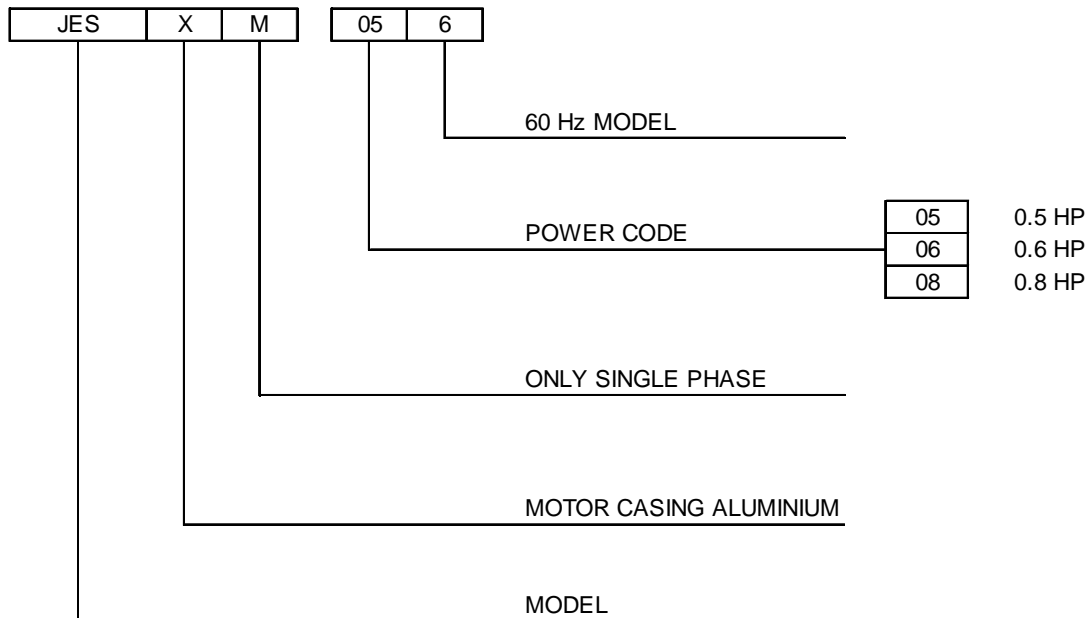 JES X M 05 6
60 Hz MODEL
POWER CODE
05 0.5 HP
06 0.6 HP
08 0.8 HP
ONLY SINGLE PHASE
MOTOR CASING ALUMINIUM
MODEL